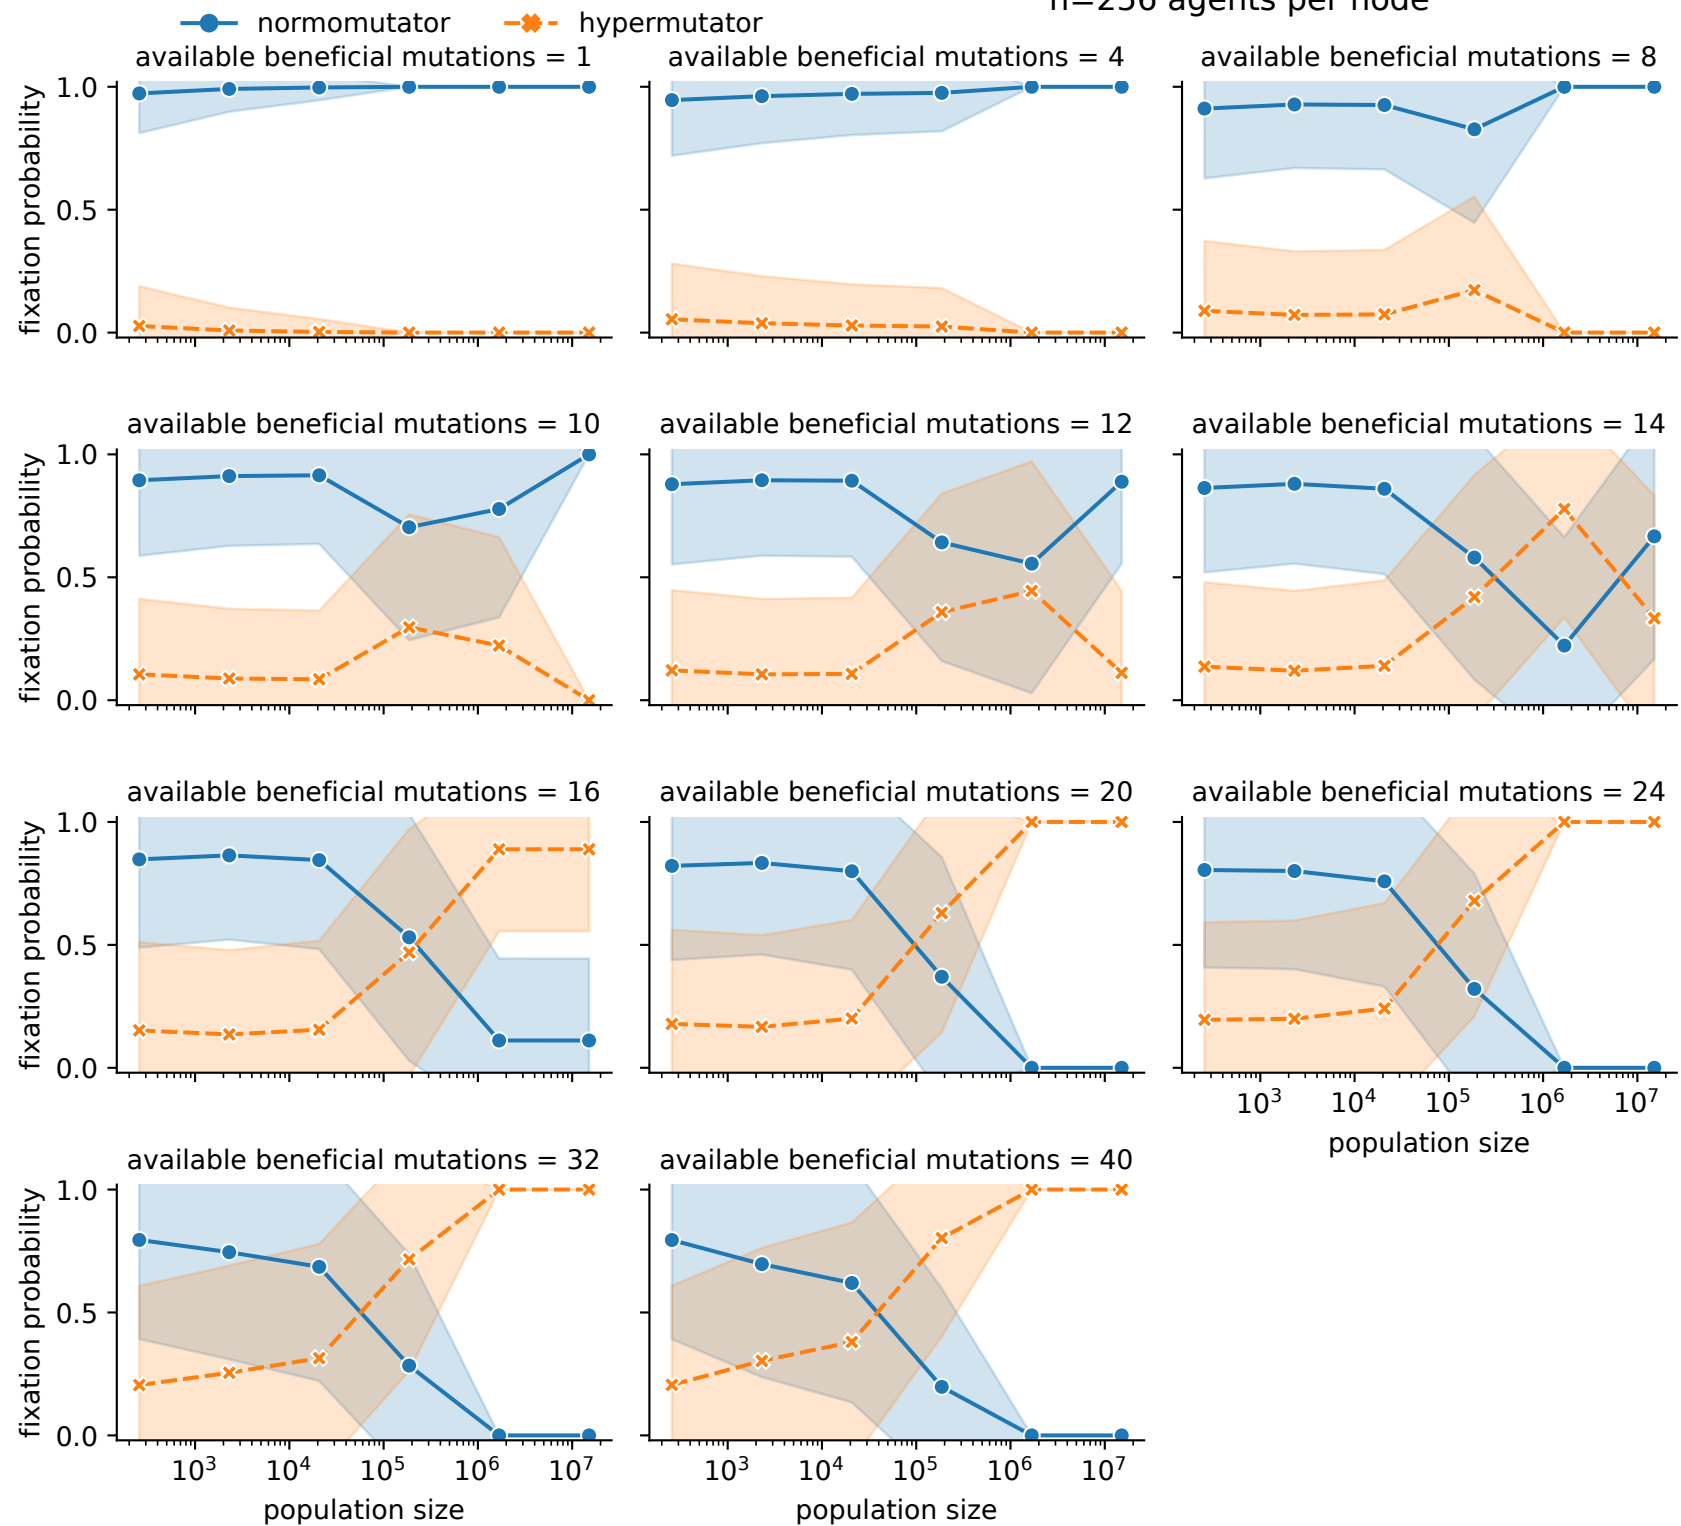 n=256 agents per node
normomutator hypermutator
available beneficial mutations = 1
available beneficial mutations = 4
available beneficial mutations = 8
fixation probability
1.0
0.5
0.0
available beneficial mutations = 10
available beneficial mutations = 12
available beneficial mutations = 14
fixation probability
1.0
0.5
0.0
available beneficial mutations = 16
available beneficial mutations = 20
available beneficial mutations = 24
fixation probability
1.0
0.5
0.0
10³ 10⁴ 10⁵ 10⁶ 10⁷
population size
available beneficial mutations = 32
available beneficial mutations = 40
fixation probability
1.0
0.5
0.0
10³ 10⁴ 10⁵ 10⁶ 10⁷
10³ 10⁴ 10⁵ 10⁶ 10⁷
population size
population size